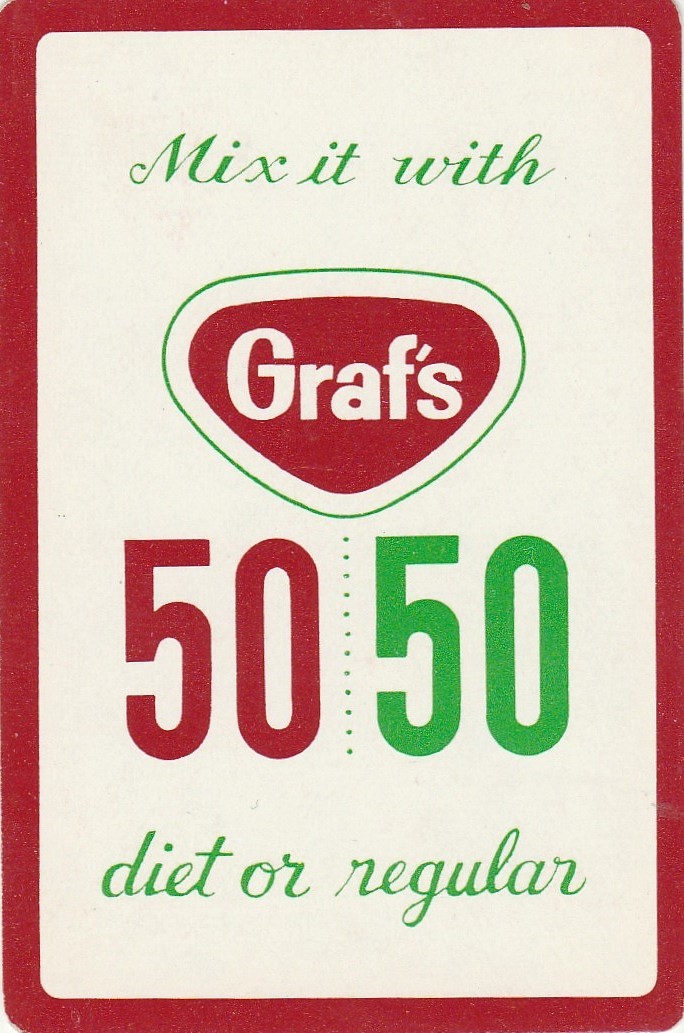 Mix it with
Graf's
50 50
diet or regular